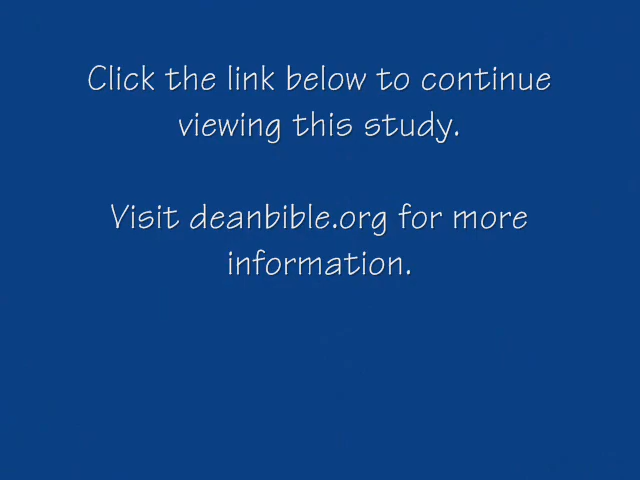 Click the link below to continue
viewing this study.
Visit deanbible.org for more
information.